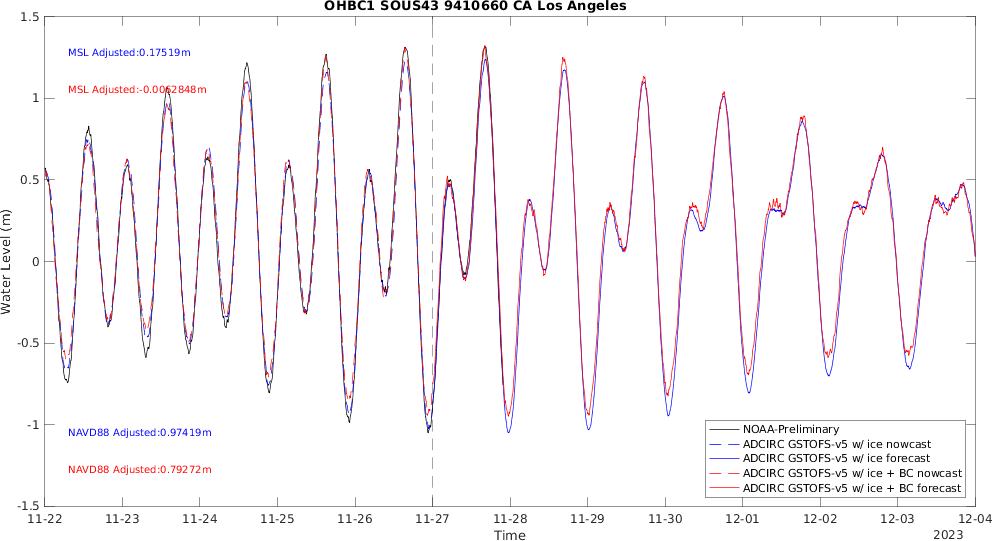 OHBC1 SOUS43 9410660 CA Los Angeles
1.5
1
0.5
0
-0.5
-1
-1.5
Water Level (m)
MSL Adjusted:0.17519m
MSL Adjusted:-0.0062848m
NAVD88 Adjusted:0.97419m
NAVD88 Adjusted:0.79272m
NOAA-Preliminary
ADCIRC GSTOFS-v5 w/ ice nowcast
ADCIRC GSTOFS-v5 w/ ice forecast
ADCIRC GSTOFS-v5 w/ ice + BC nowcast
ADCIRC GSTOFS-v5 w/ ice + BC forecast
11-22 11-23 11-24 11-25 11-26 11-27 11-28 11-29 11-30 12-01 12-02 12-03 12-04
Time
2023